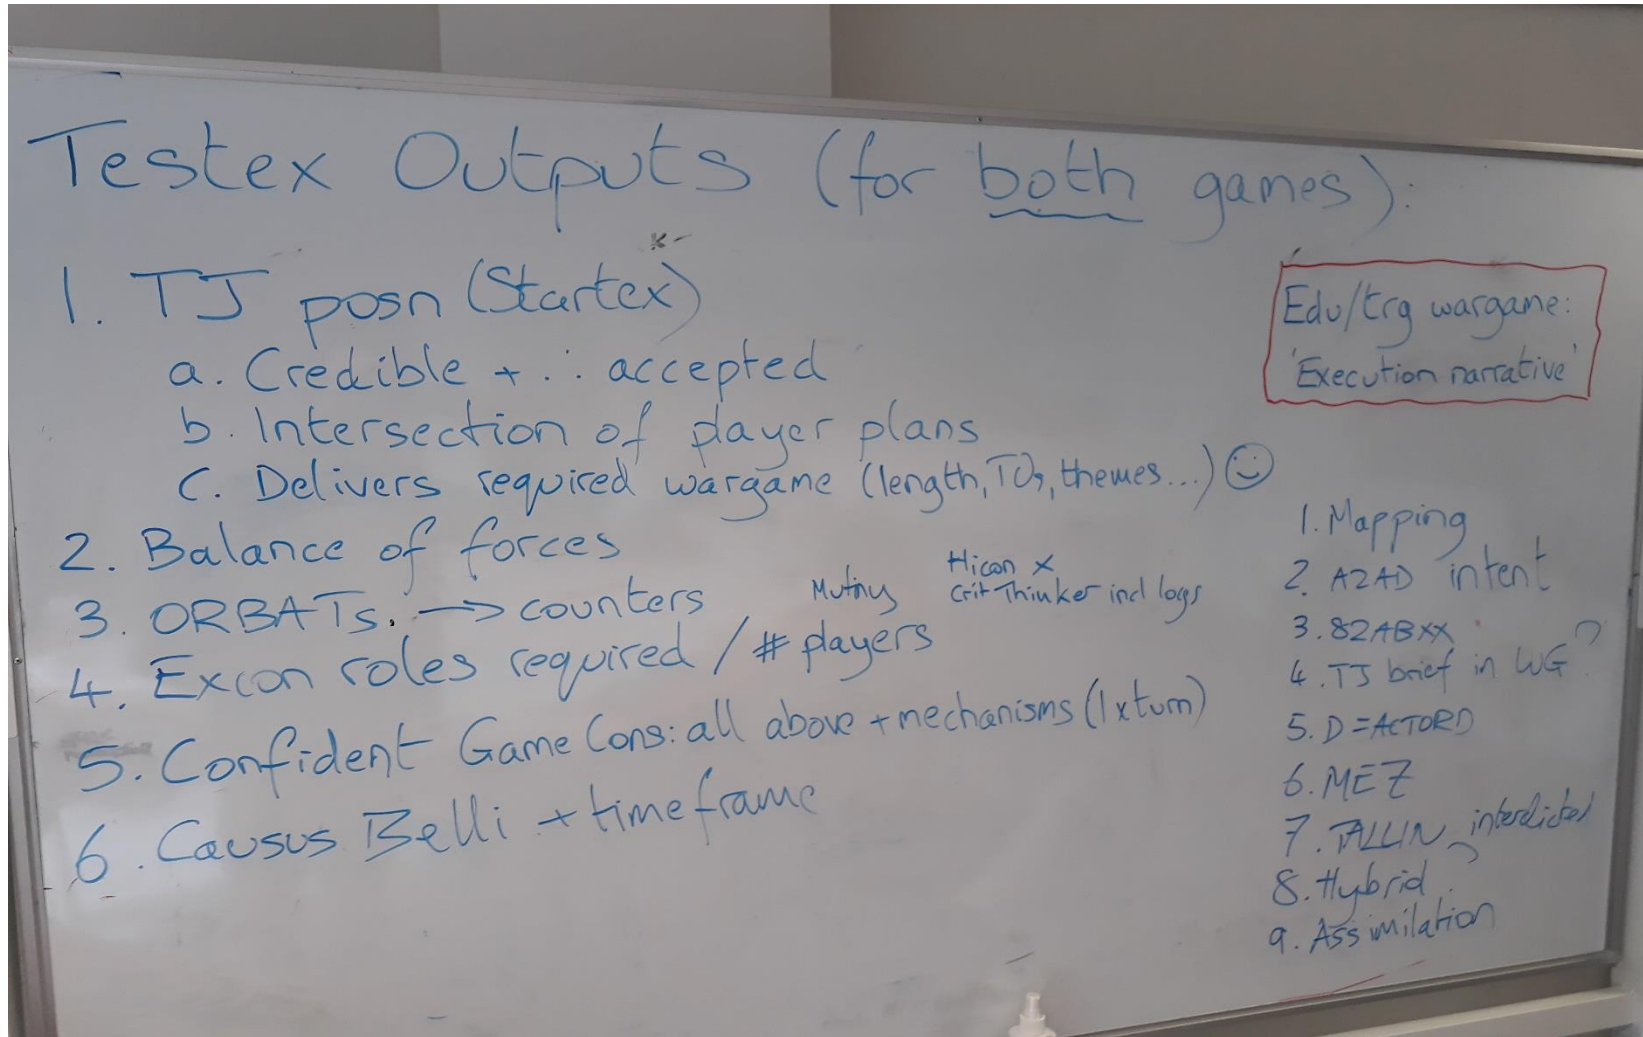 Testex Outputs (for both games):
1. TJ posn (Startex)
a. Credible + ∴ accepted
b. Intersection of player plans
c. Delivers required wargame (length, TOs, themes...) ☺
2. Balance of forces
3. ORBATs. → counters
4. Excon roles required / # players
Mutiny
Hicon x
Crit Thinker incl logs
5. Confident Game Cons: all above + mechanisms (1 x turn)
6. Causus Belli + timeframe
Edu/trg wargame:
'Execution narrative'
1. Mapping
2. A2AD intent
3. 82ABXX
4. TJ brief in WG?
5. D=ACTORD
6. MEZ
7. TALLIN interdicted
8. Hybrid
9. Assimilation